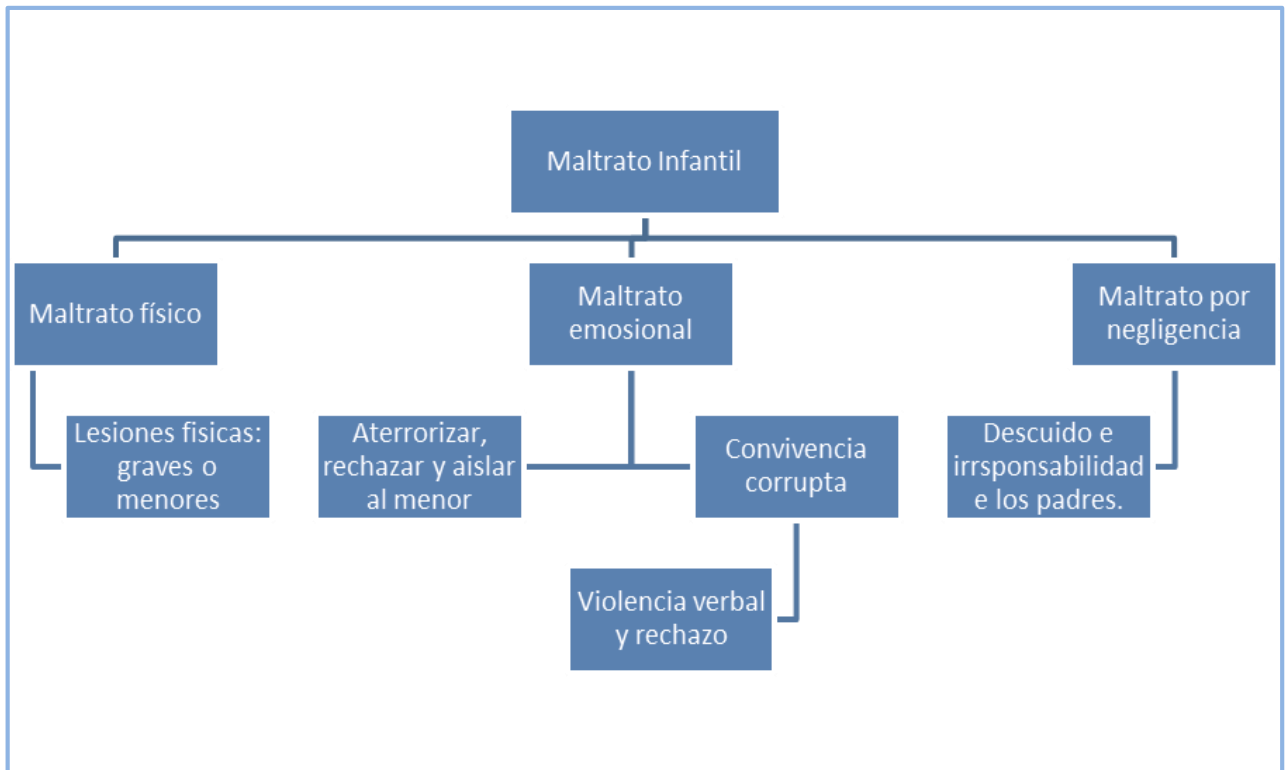 Maltrato Infantil
Maltrato físico
Maltrato
emosional
Maltrato por
negligencia
Lesiones fisicas:
graves o
menores
Aterrorizar,
rechazar y aislar
al menor
Convivencia
corrupta
Descuido e
irrsponsabilidad
e los padres.
Violencia verbal
y rechazo